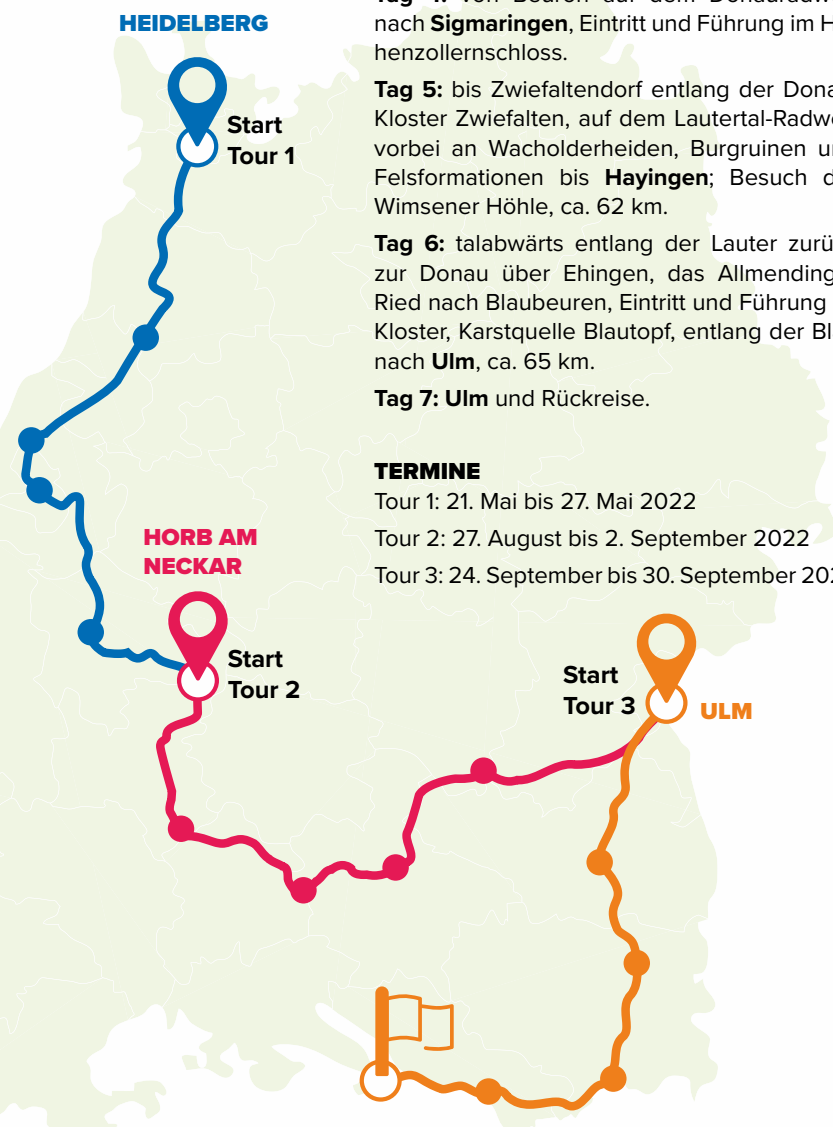 HEIDELBERG
nach Sigmaringen, Eintritt und Führung im H
henzollernschloss.
Tag 5: bis Zwiefaltendorf entlang der Dona
Kloster Zwiefalten, auf dem Lautertal-Radwe
vorbei an Wacholderheiden, Burgruinen u
Felsformationen bis Hayingen; Besuch d
Wimsener Höhle, ca. 62 km.
Tag 6: talabwärts entlang der Lauter zurü
zur Donau über Ehingen, das Allmending
Ried nach Blaubeuren, Eintritt und Führung
Kloster, Karstquelle Blautopf, entlang der Bl
nach Ulm, ca. 65 km.
Tag 7: Ulm und Rückreise.
TERMINE
Tour 1: 21. Mai bis 27. Mai 2022
Tour 2: 27. August bis 2. September 2022
Tour 3: 24. September bis 30. September 202
Start
Tour 1
HORB AM
NECKAR
Start
Tour 2
Start
Tour 3
ULM